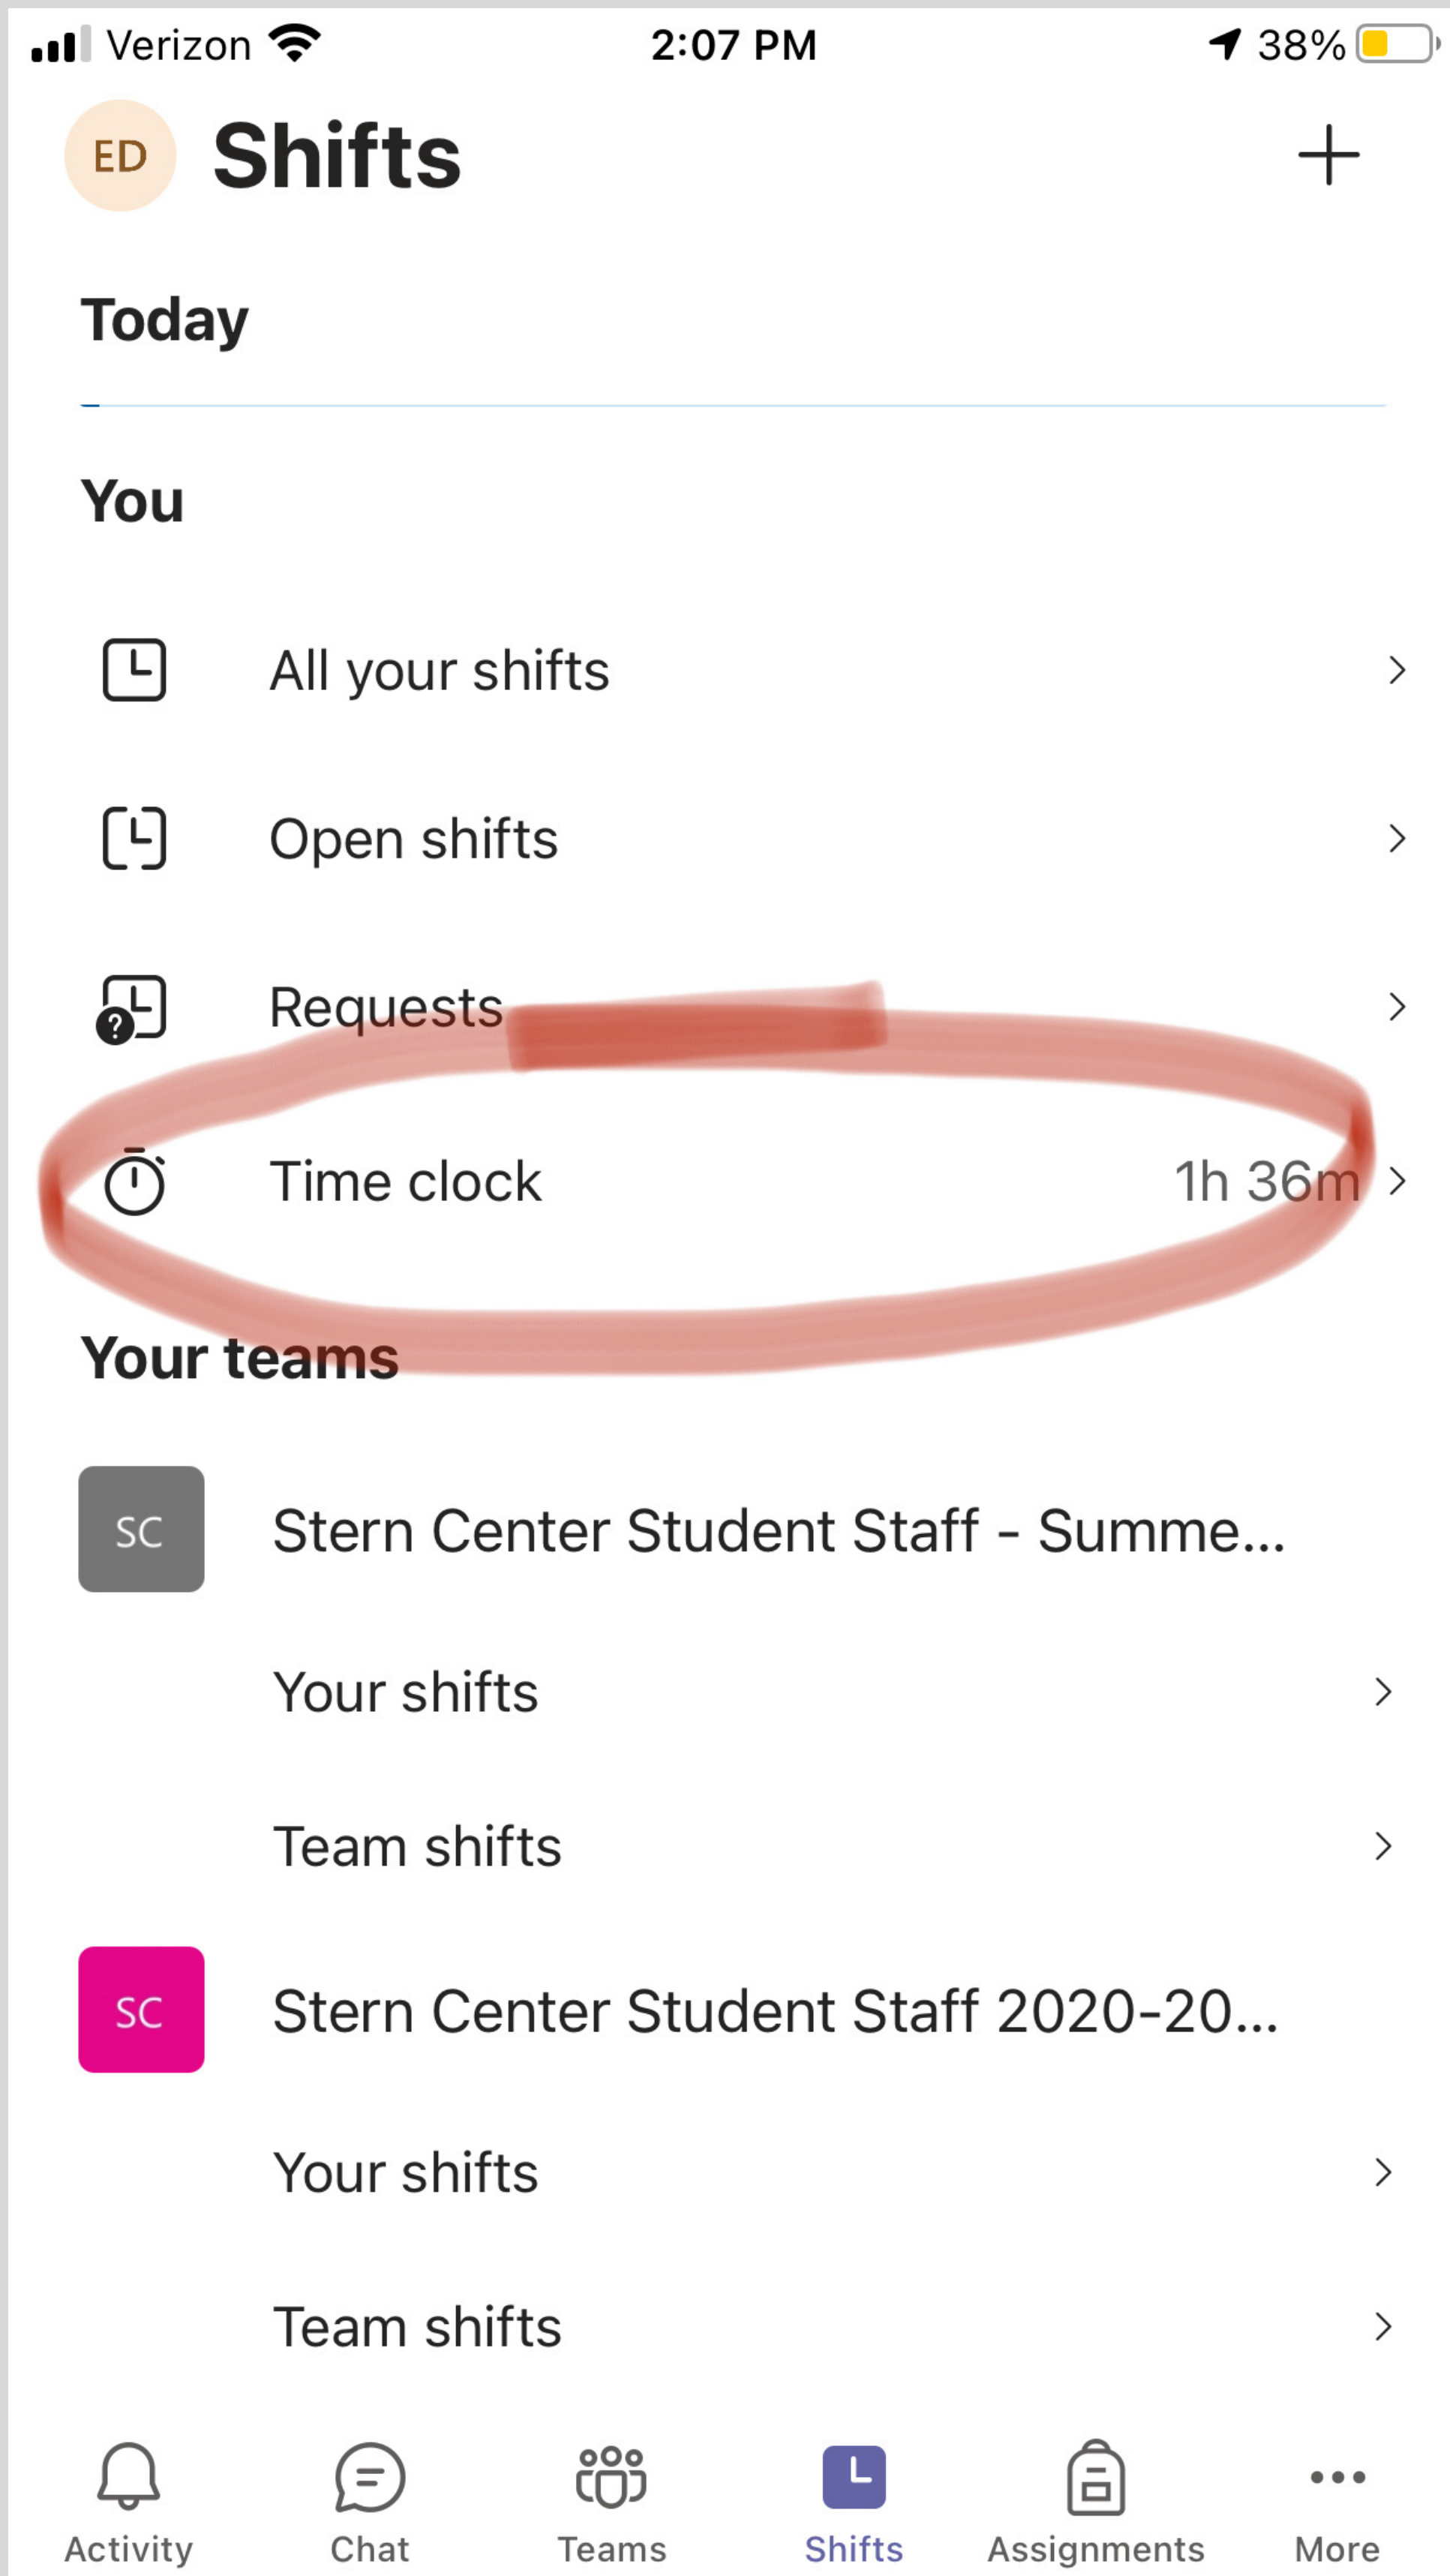 Verizon 2:07 PM 38%
ED Shifts
Today
You
All your shifts
Open shifts
Requests
Time clock 1h 36m
Your teams
SC Stern Center Student Staff - Summe...
Your shifts
Team shifts
SC Stern Center Student Staff 2020-20...
Your shifts
Team shifts
Activity Chat Teams Shifts Assignments More